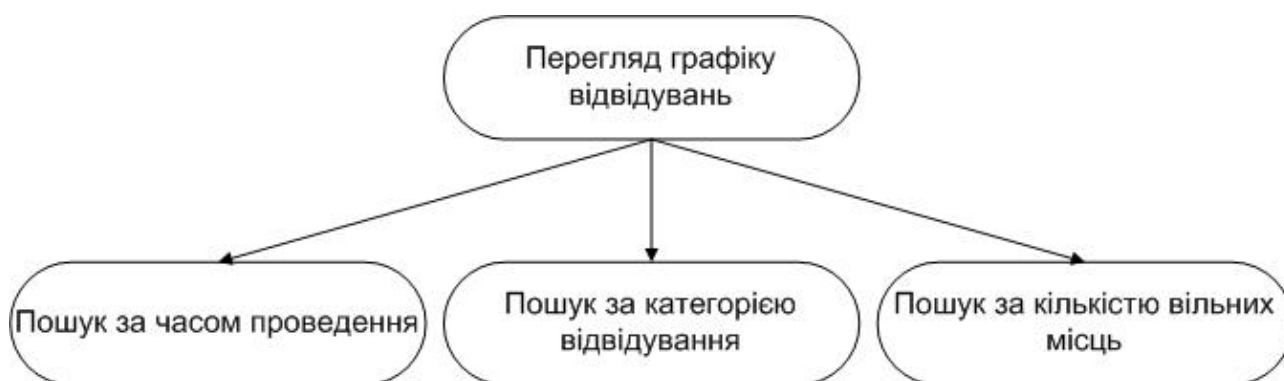 Перегляд графіку
відвідувань
Пошук за часом проведення
Пошук за категорією
відвідування
Пошук за кількістю вільних
місць